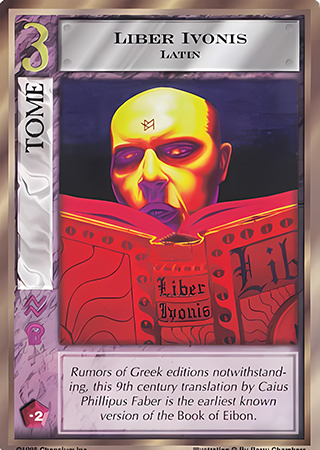 3
LIBER IVONIS
LATIN
TOME
Liber
Ivonis
Lib
Rumors of Greek editions notwithstand-
ing, this 9th century translation by Caius
Phillipus Faber is the earliest known
version of the Book of Eibon.
-2